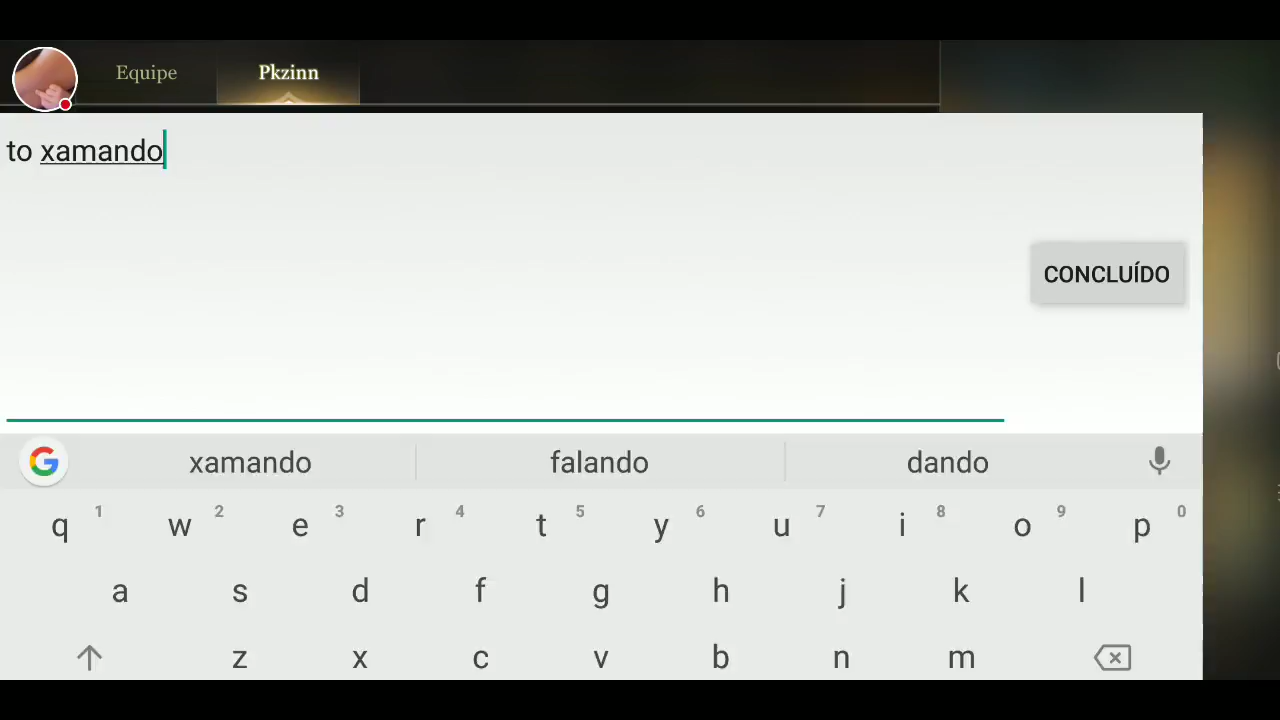 Equipe Pkzinn
to xamando
CONCLUÍDO
xamando falando dando
q 1 w 2 e 3 r 4 t 5 y 6 u 7 i 8 o 9 p 0
a s d f g h j k l
z x c v b n m